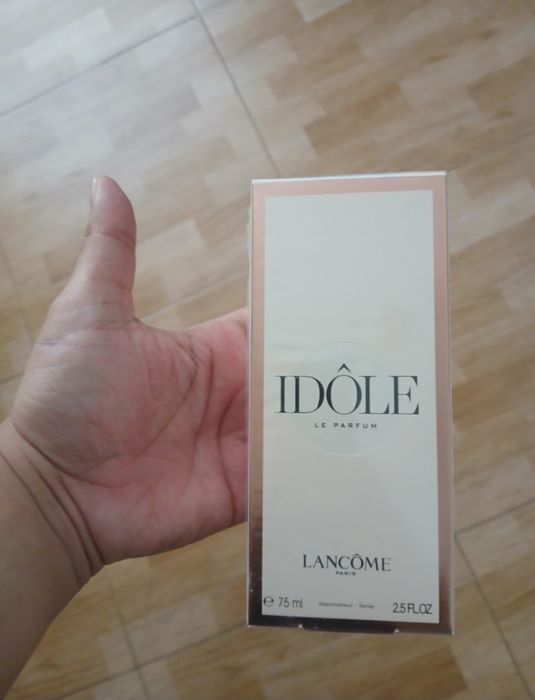 IDÔLE
LE PARFUM
LANCÔME
PARIS
e 75 ml Vaporisateur - Spray 2.5 FL.OZ